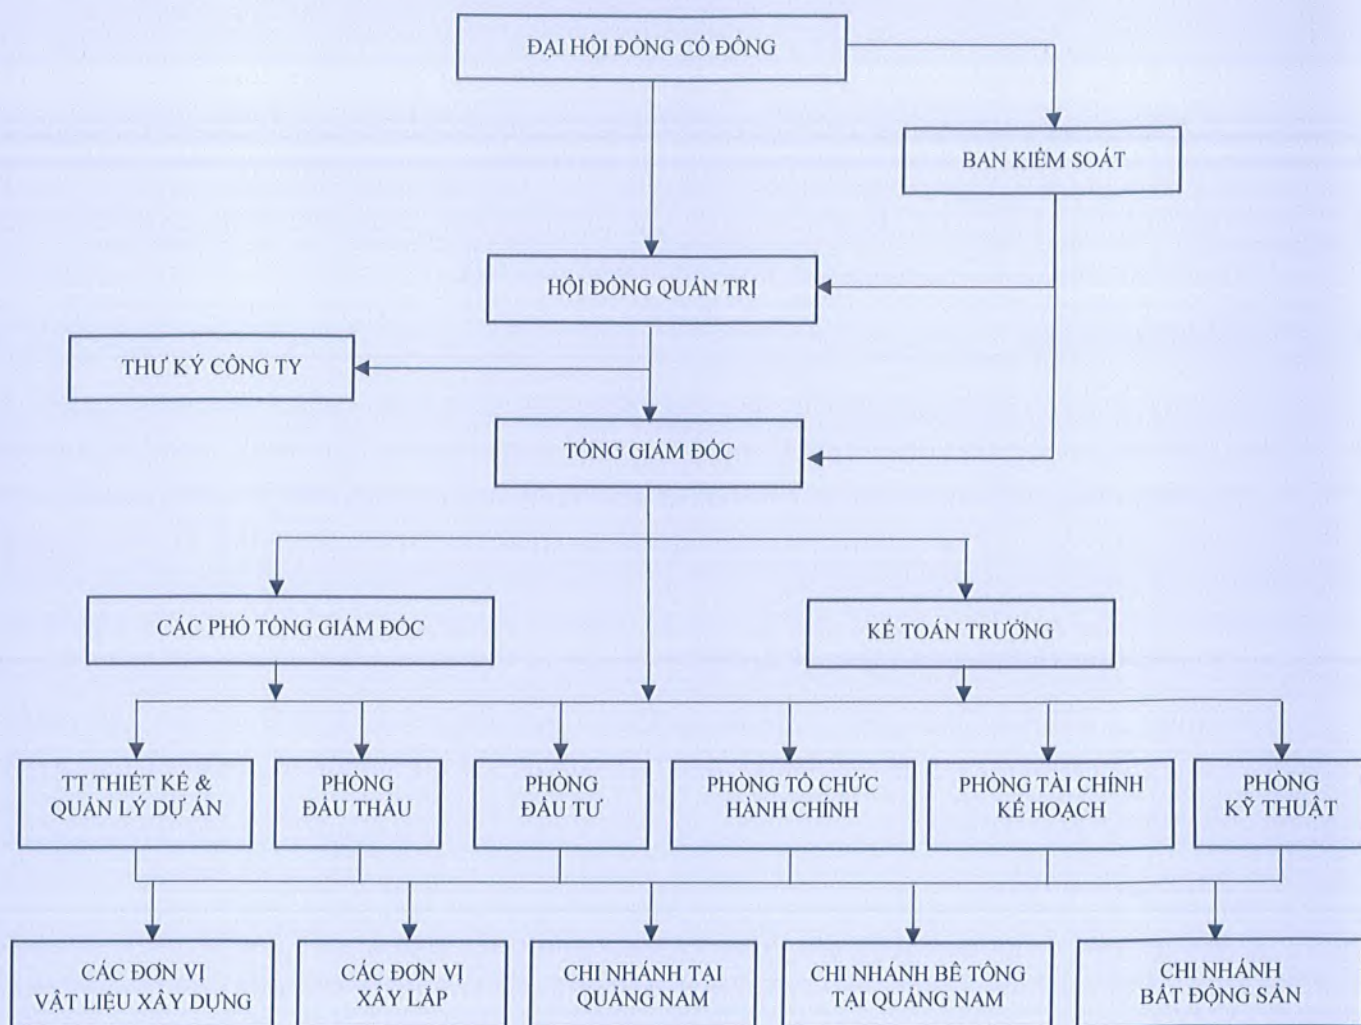 ĐẠI HỘI ĐỒNG CỔ ĐÔNG
BAN KIỂM SOÁT
HỘI ĐỒNG QUẢN TRỊ
THƯ KÝ CÔNG TY
TỔNG GIÁM ĐỐC
CÁC PHÓ TỔNG GIÁM ĐỐC
KẾ TOÁN TRƯỞNG
TT THIẾT KẾ &
QUẢN LÝ DỰ ÁN
PHÒNG
ĐẤU THẦU
PHÒNG
ĐẦU TƯ
PHÒNG TỔ CHỨC
HÀNH CHÍNH
PHÒNG TÀI CHÍNH
KẾ HOẠCH
PHÒNG
KỸ THUẬT
CÁC ĐƠN VỊ
VẬT LIỆU XÂY DỰNG
CÁC ĐƠN VỊ
XÂY LẮP
CHI NHÁNH TẠI
QUẢNG NAM
CHI NHÁNH BÊ TÔNG
TẠI QUẢNG NAM
CHI NHÁNH
BẤT ĐỘNG SẢN